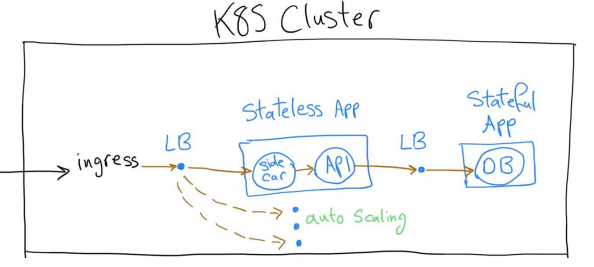 K8S Cluster
Stateless App
Stateful
App
LB
LB
ingress
side
car
API
DB
auto scaling